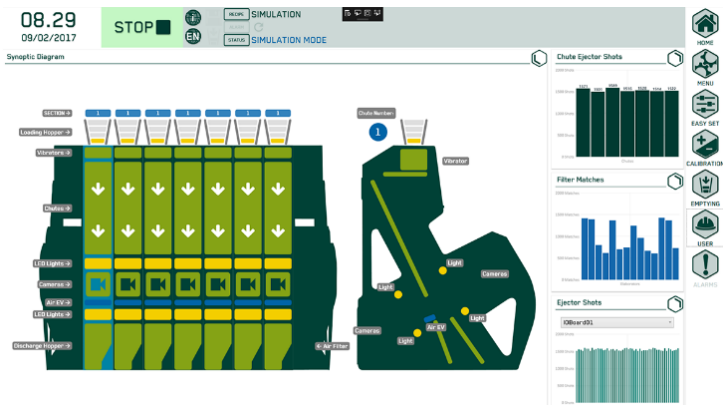 08.29
09/02/2017
STOP
EN
RECIPE
SIMULATION
STATUS
SIMULATION MODE
Synoptic Diagram
SECTION →
1 1 1 1 1 1 1
Loading Hopper →
Vibrators →
Chutes →
LED Lights →
Cameras →
Air EV →
LED Lights →
Discharge Hopper →
← Air Filter
Chute Number
1
Vibrator
Light
Cameras
Light
Light
Air EV
Cameras
Light
Chute Ejector Shots
Filter Matches
Ejector Shots
IOBoard01
HOME
MENU
EASY SET
CALIBRATION
EMPTYING
USER
ALARMS